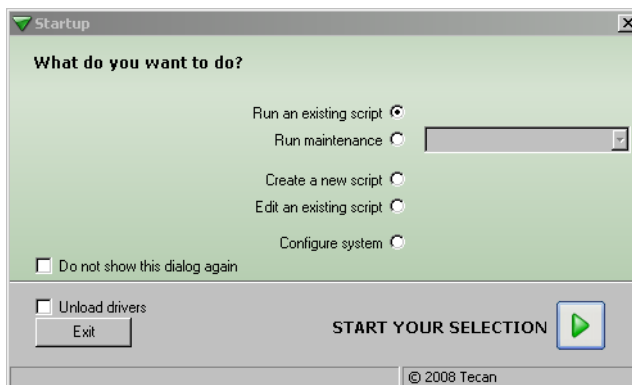 Startup
What do you want to do?
Run an existing script
Run maintenance
Create a new script
Edit an existing script
Configure system
Do not show this dialog again
Unload drivers
Exit
START YOUR SELECTION
© 2008 Tecan